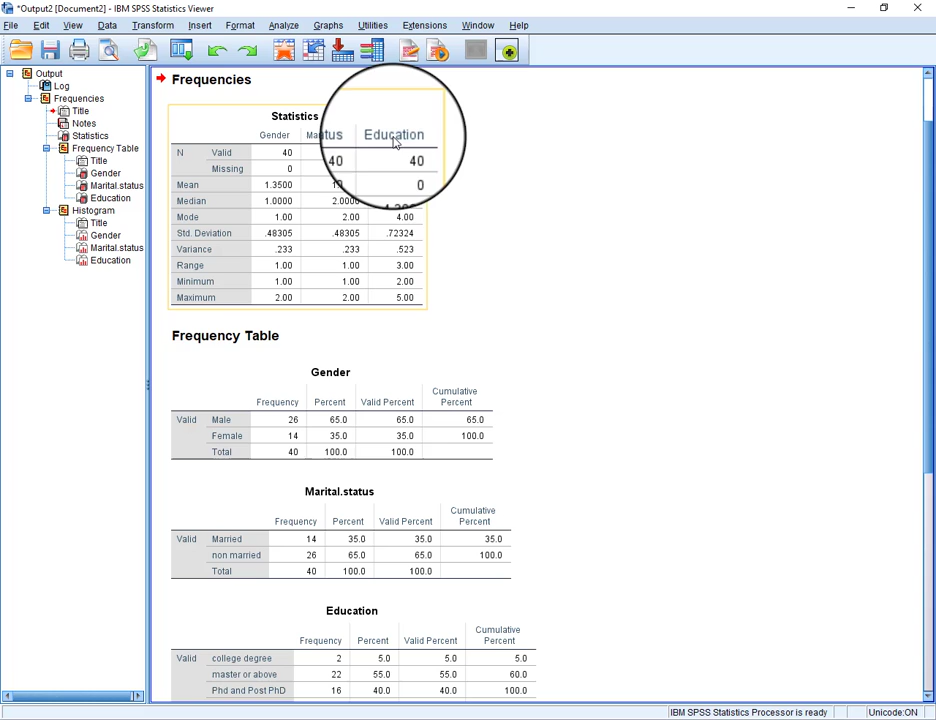 *Output2 [Document2] - IBM SPSS Statistics Viewer
File Edit View Data Transform Insert Format Analyze Graphs Utilities Extensions Window Help
Output
Log
Frequencies
Title
Notes
Statistics
Frequency Table
Title
Gender
Marital.status
Education
Histogram
Title
Gender
Marital.status
Education
Frequencies
Statistics
Gender Education
N Valid 40 40 40
Missing 0 0
Mean 1.3500
Median 1.0000 2.0000
Mode 1.00 2.00 4.00
Std. Deviation .48305 .48305 .72324
Variance .233 .233 .523
Range 1.00 1.00 3.00
Minimum 1.00 1.00 2.00
Maximum 2.00 2.00 5.00
Frequency Table
Gender
Frequency Percent Valid Percent Cumulative Percent
Valid Male 26 65.0 65.0 65.0
Female 14 35.0 35.0 100.0
Total 40 100.0 100.0
Marital.status
Frequency Percent Valid Percent Cumulative Percent
Valid Married 14 35.0 35.0 35.0
non married 26 65.0 65.0 100.0
Total 40 100.0 100.0
Education
Frequency Percent Valid Percent Cumulative Percent
Valid college degree 2 5.0 5.0 5.0
master or above 22 55.0 55.0 60.0
Phd and Post PhD 16 40.0 40.0 100.0
IBM SPSS Statistics Processor is ready Unicode:ON